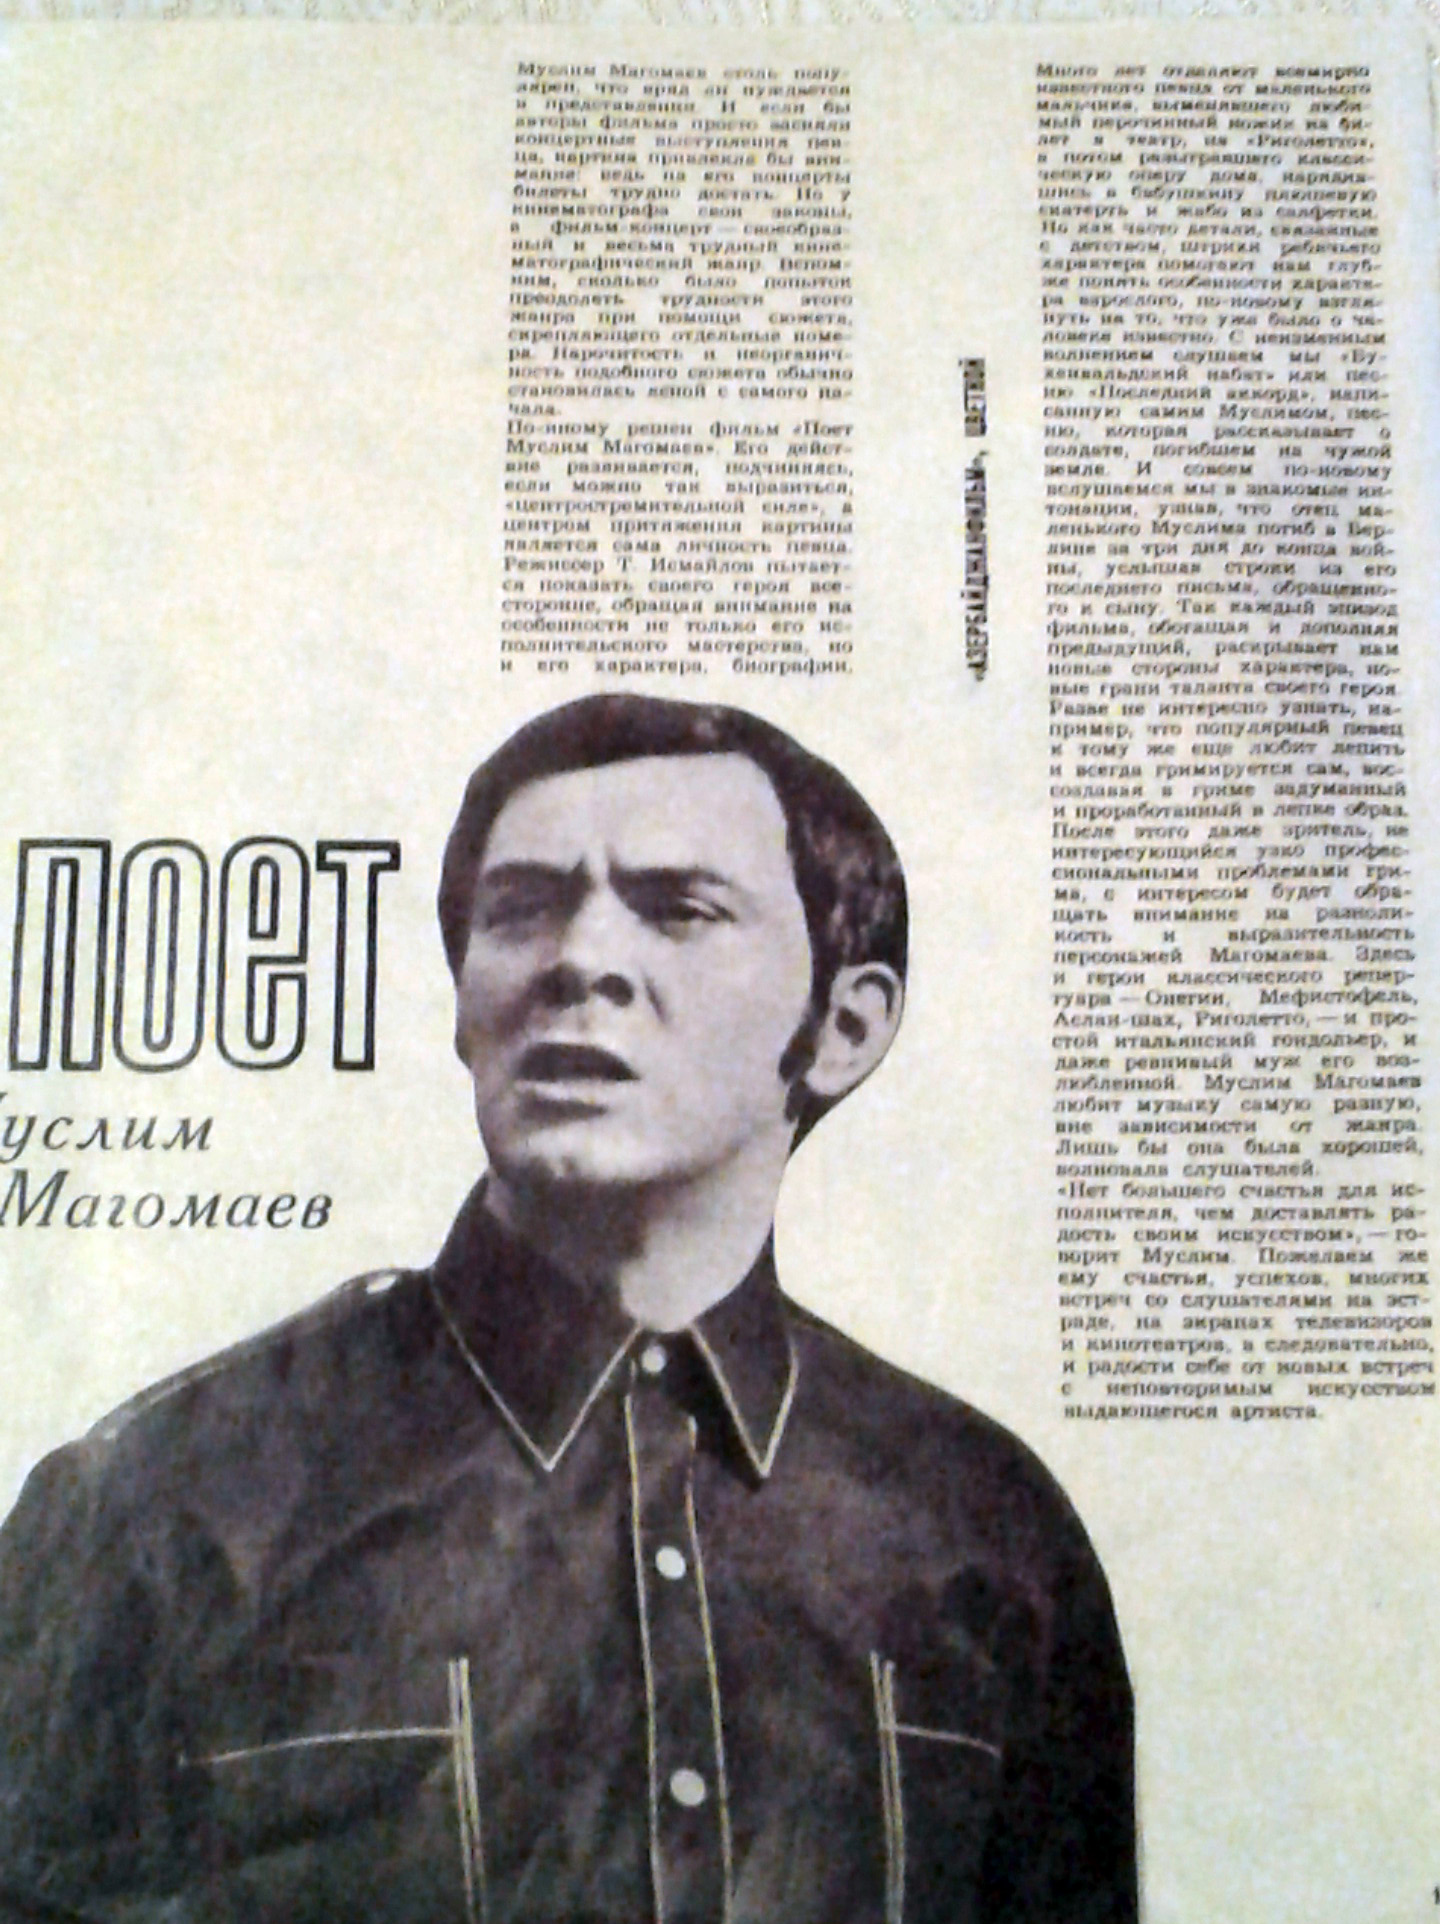 Муслим Магомаев столь попу-
лярен, что вряд ли нуждается
в представлении. И если бы
авторы фильма просто засняли
концертные выступления пев-
ца, картина привлекла бы вни-
мание: ведь на его концерты
билеты трудно достать. Но у
кинематографа свои законы,
а фильм-концерт — своеобраз-
ный и весьма трудный кине-
матографический жанр. Вспом-
ним, сколько было попыток
преодолеть трудности этого
жанра при помощи сюжета,
скрепляющего отдельные номе-
ра. Нарочитость и неорганич-
ность подобного сюжета обычно
становилась ясной с самого на-
чала.
По-иному решен фильм «Поет
Муслим Магомаев». Его дейст-
вие развивается, подчиняясь,
если можно так выразиться,
«центростремительной силе», а
центром притяжения картины
является сама личность певца.
Режиссер Т. Исмайлов пытает-
ся показать своего героя все-
сторонне, обращая внимание на
особенности не только его ис-
полнительского мастерства, но
и его характера, биографии.
Много лет отделяют всемирно
известного певца от маленького
мальчика, выменявшего люби-
мый перочинный ножик на би-
лет в театр, на «Риголетто»,
а потом разыгравшего класси-
ческую оперу дома, нарядив-
шись в бабушкину плюшевую
скатерть и жабо из салфетки.
Но как часто детали, связанные
с детством, штрихи ребячьего
характера помогают нам глуб-
же понять особенности характе-
ра взрослого, по-новому взгля-
нуть на то, что уже было о че-
ловеке известно. С неизменным
волнением слушаем мы «Бу-
хенвальдский набат» или пес-
ню «Последний аккорд», напи-
санную самим Муслимом, пес-
ню, которая рассказывает о
солдате, погибшем на чужой
земле. И совсем по-новому
вслушаемся мы в знакомые ин-
тонации, узнав, что отец ма-
ленького Муслима погиб в Бер-
лине за три дня до конца вой-
ны, услышав строки из его
последнего письма, обращенно-
го к сыну. Так каждый эпизод
фильма, обогащая и дополняя
предыдущий, раскрывает нам
новые стороны характера, но-
вые грани таланта своего героя.
Разве не интересно узнать, на-
пример, что популярный певец
к тому же еще любит лепить
и всегда гримируется сам, вос-
создавая в гриме задуманный
и проработанный в лепке образ.
После этого даже зритель, не
интересующийся узко профес-
сиональными проблемами гри-
ма, с интересом будет обра-
щать внимание на разноли-
кость и выразительность
персонажей Магомаева. Здесь
и герои классического репер-
туара — Онегин, Мефистофель,
Аслан-шах, Риголетто, — и про-
стой итальянский гондольер, и
даже ревнивый муж его воз-
любленной. Муслим Магомаев
любит музыку самую разную,
вне зависимости от жанра.
Лишь бы она была хорошей,
волновала слушателей.
«Нет большего счастья для ис-
полнителя, чем доставлять ра-
дость своим искусством», — го-
ворит Муслим. Пожелаем же
ему счастья, успехов, многих
встреч со слушателями на эст-
раде, на экранах телевизоров
и кинотеатров, а следовательно,
и радости себе от новых встреч
с неповторимым искусством
выдающегося артиста.
«АЗЕРБАЙДЖАНФИЛЬМ», ЦВЕТНОЙ
поет
Муслим
Магомаев
1